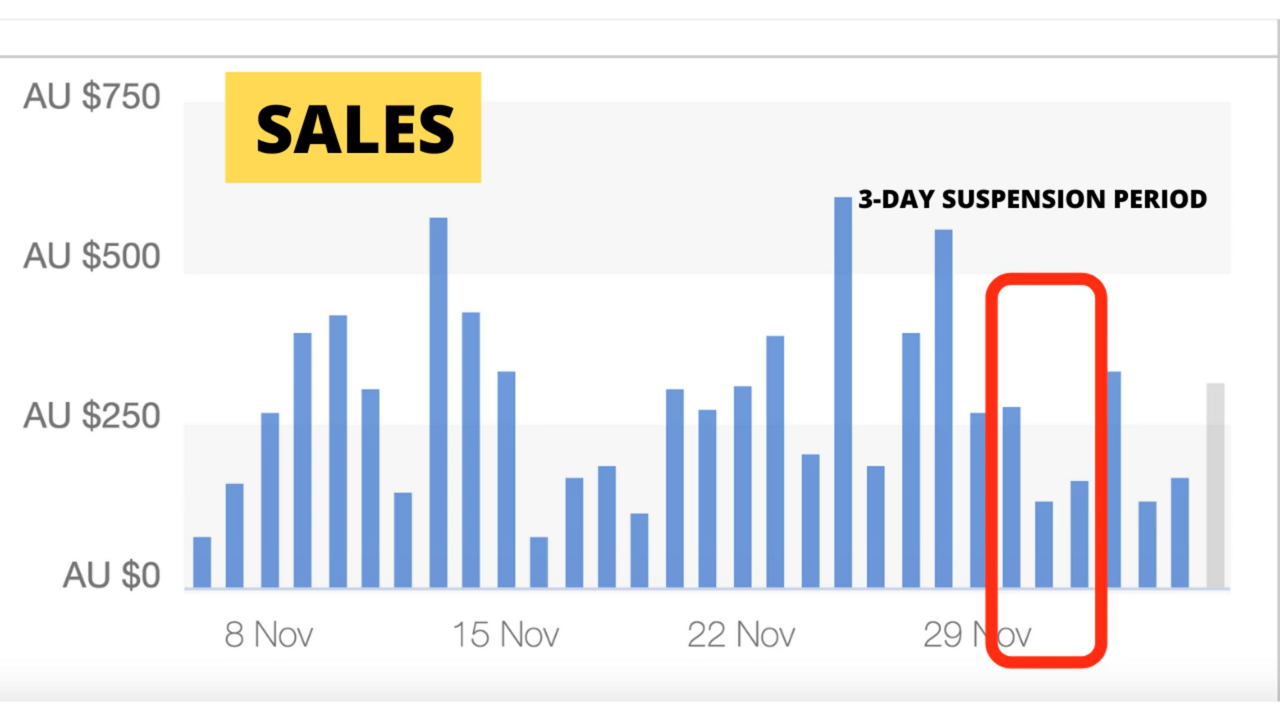 AU $750
SALES
3-DAY SUSPENSION PERIOD
AU $500
AU $250
AU $0
8 Nov
15 Nov
22 Nov
29 Nov